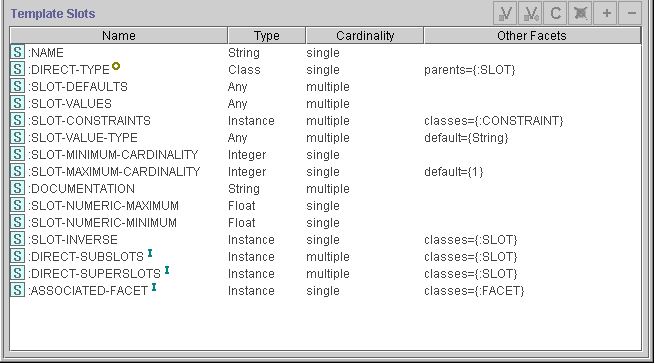 Template Slots V V C + −
Name Type Cardinality Other Facets
S :NAME String single
S :DIRECT-TYPE Class single parents={:SLOT}
S :SLOT-DEFAULTS Any multiple
S :SLOT-VALUES Any multiple
S :SLOT-CONSTRAINTS Instance multiple classes={:CONSTRAINT}
S :SLOT-VALUE-TYPE Any multiple default={String}
S :SLOT-MINIMUM-CARDINALITY Integer single
S :SLOT-MAXIMUM-CARDINALITY Integer single default={1}
S :DOCUMENTATION String multiple
S :SLOT-NUMERIC-MAXIMUM Float single
S :SLOT-NUMERIC-MINIMUM Float single
S :SLOT-INVERSE Instance single classes={:SLOT}
S :DIRECT-SUBSLOTS I Instance multiple classes={:SLOT}
S :DIRECT-SUPERSLOTS I Instance multiple classes={:SLOT}
S :ASSOCIATED-FACET I Instance single classes={:FACET}